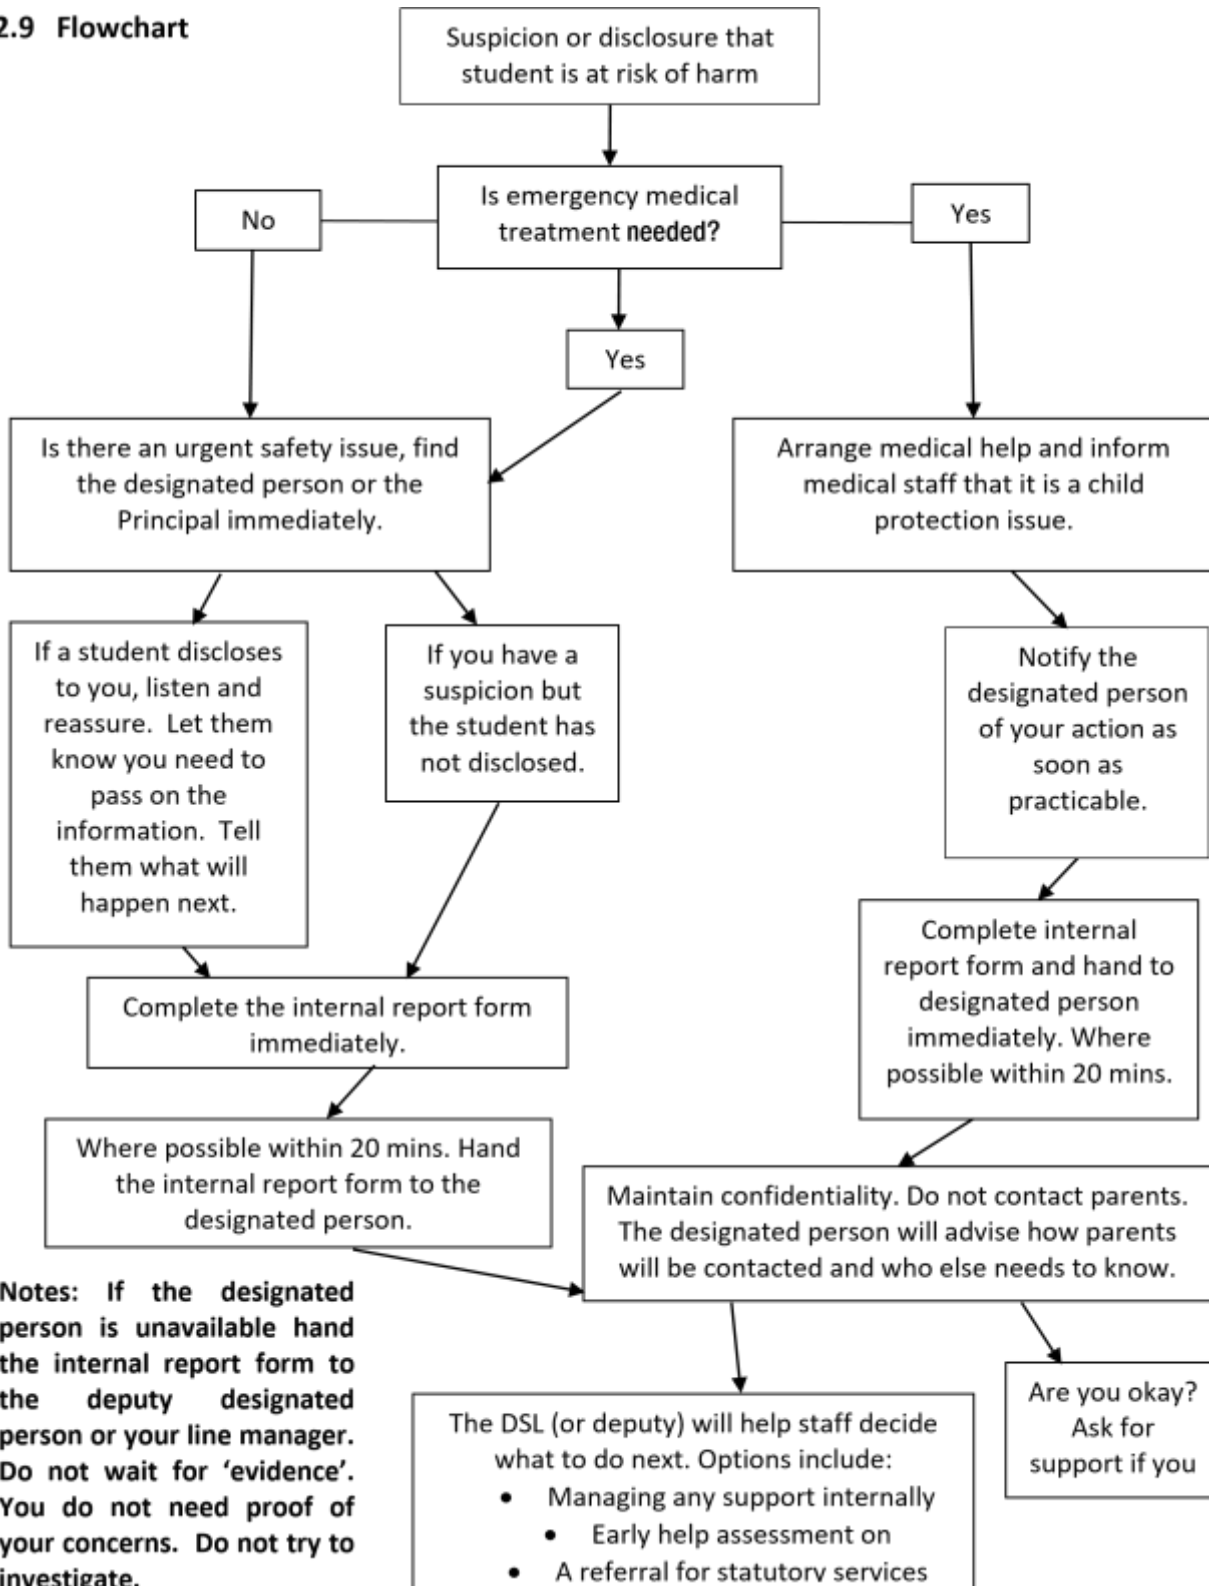 2.9 Flowchart
Suspicion or disclosure that
student is at risk of harm
Is emergency medical
treatment needed?
No
Yes
Yes
Is there an urgent safety issue, find
the designated person or the
Principal immediately.
Arrange medical help and inform
medical staff that it is a child
protection issue.
If a student discloses
to you, listen and
reassure. Let them
know you need to
pass on the
information. Tell
them what will
happen next.
If you have a
suspicion but
the student has
not disclosed.
Notify the
designated person
of your action as
soon as
practicable.
Complete the internal report form
immediately.
Complete internal
report form and hand to
designated person
immediately. Where
possible within 20 mins.
Where possible within 20 mins. Hand
the internal report form to the
designated person.
Maintain confidentiality. Do not contact parents.
The designated person will advise how parents
will be contacted and who else needs to know.
Notes: If the designated
person is unavailable hand
the internal report form to
the deputy designated
person or your line manager.
Do not wait for ‘evidence’.
You do not need proof of
your concerns. Do not try to
investigate.
The DSL (or deputy) will help staff decide
what to do next. Options include:
• Managing any support internally
• Early help assessment on
• A referral for statutory services
Are you okay?
Ask for
support if you